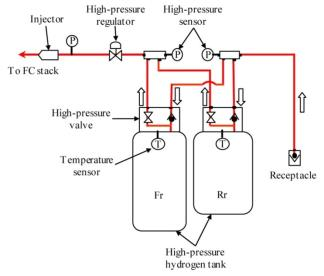 Injector
High-pressure
regulator
High-pressure
sensor
P
P
P
To FC stack
High-pressure
valve
Temperature
sensor
T
T
Fr
Rr
Receptacle
High-pressure
hydrogen tank